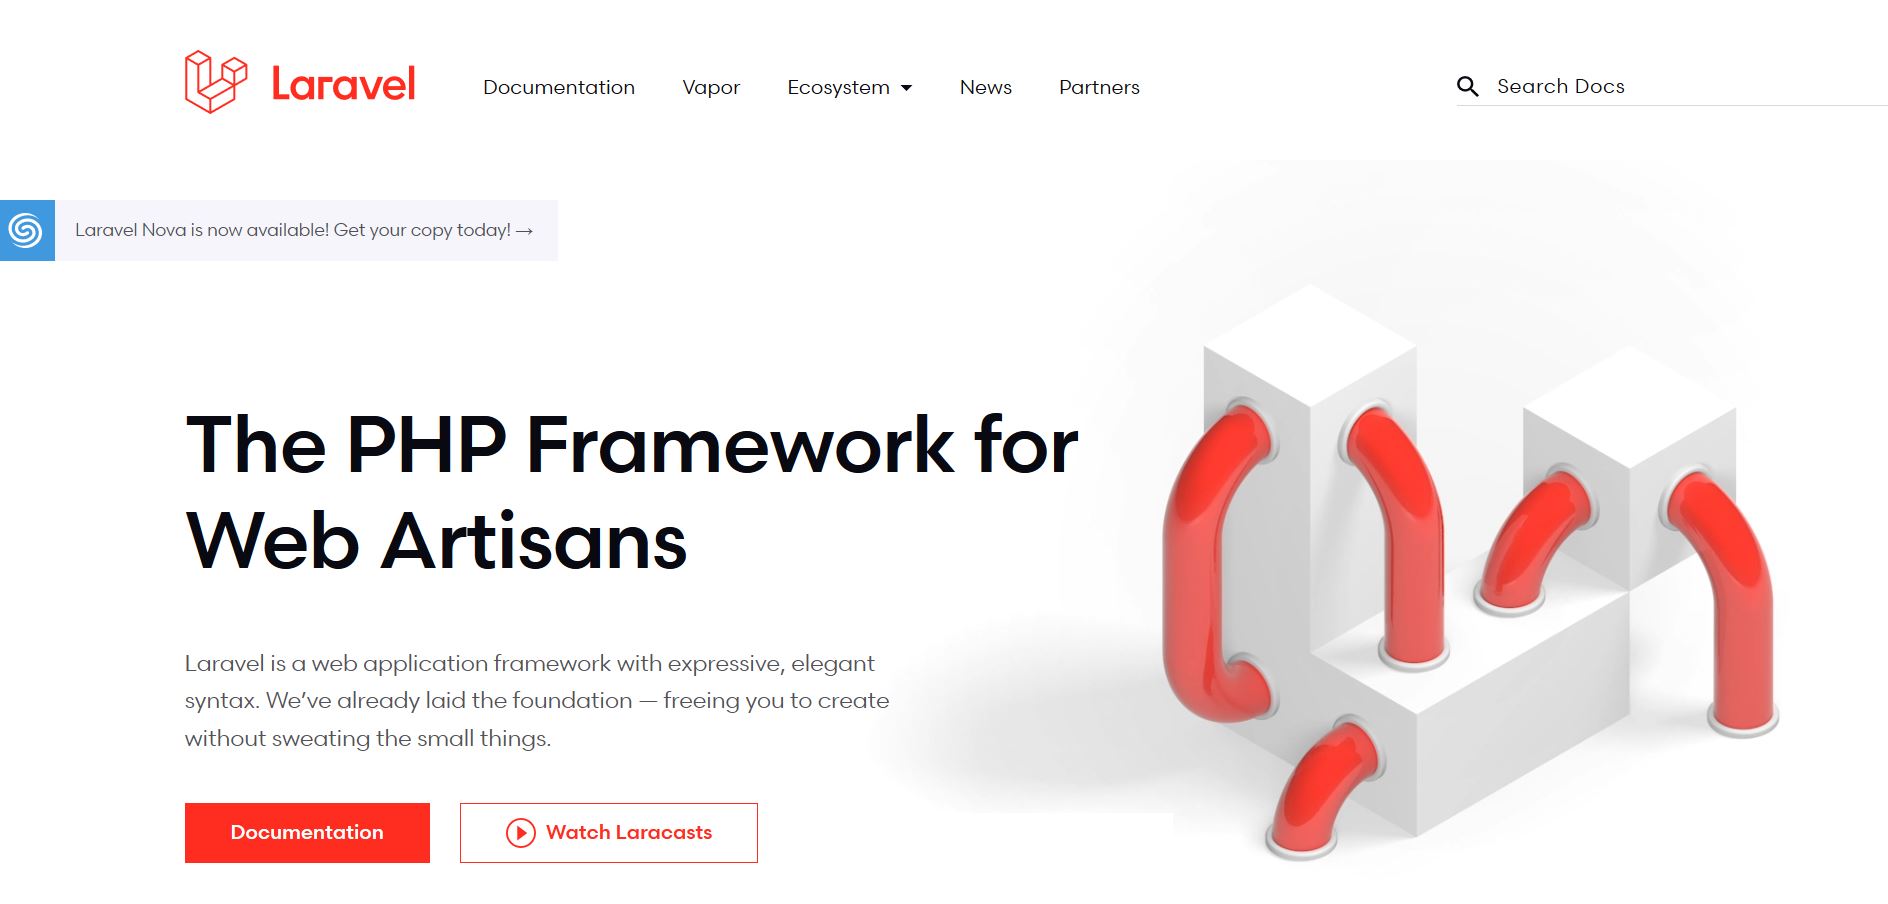 Laravel
Documentation
Vapor
Ecosystem
News
Partners
Search Docs
Laravel Nova is now available! Get your copy today! →
The PHP Framework for
Web Artisans
Laravel is a web application framework with expressive, elegant
syntax. We’ve already laid the foundation — freeing you to create
without sweating the small things.
Documentation
Watch Laracasts